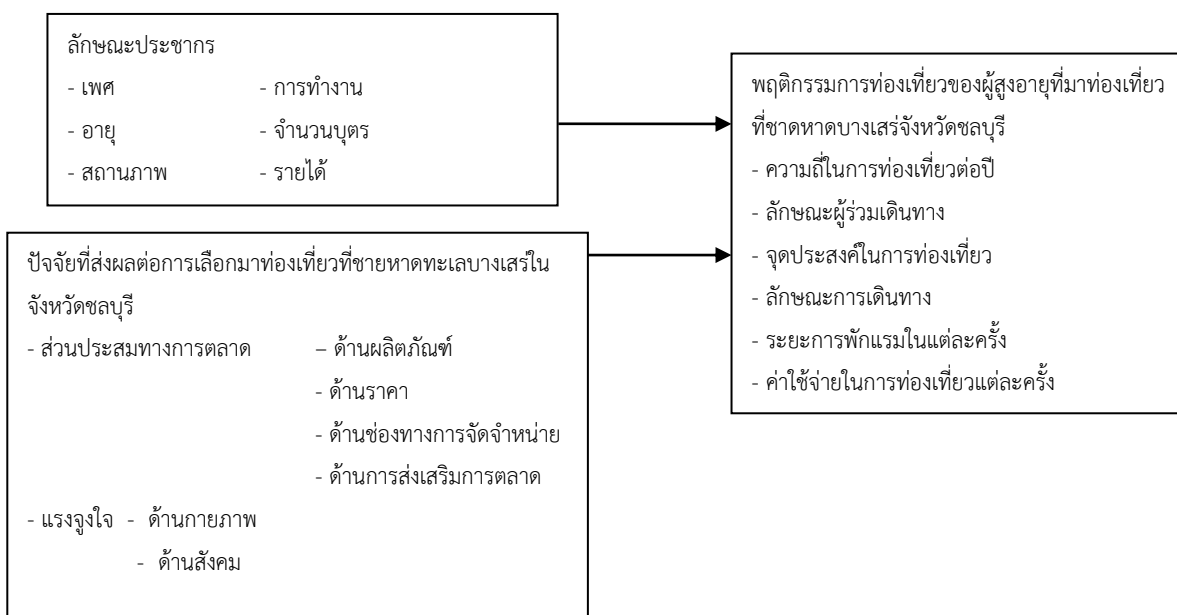 ลักษณะประชากร
- เพศ - การทำงาน
- อายุ - จำนวนบุตร
- สถานภาพ - รายได้
ปัจจัยที่ส่งผลต่อการเลือกมาท่องเที่ยวที่ชายหาดทะเลบางเสร่ใน
จังหวัดชลบุรี
- ส่วนประสมทางการตลาด – ด้านผลิตภัณฑ์
- ด้านราคา
- ด้านช่องทางการจัดจำหน่าย
- ด้านการส่งเสริมการตลาด
- แรงจูงใจ - ด้านกายภาพ
- ด้านสังคม
พฤติกรรมการท่องเที่ยวของผู้สูงอายุที่มาท่องเที่ยว
ที่ชาดหาดบางเสร่จังหวัดชลบุรี
- ความถี่ในการท่องเที่ยวต่อปี
- ลักษณะผู้ร่วมเดินทาง
- จุดประสงค์ในการท่องเที่ยว
- ลักษณะการเดินทาง
- ระยะการพักแรมในแต่ละครั้ง
- ค่าใช้จ่ายในการท่องเที่ยวแต่ละครั้ง